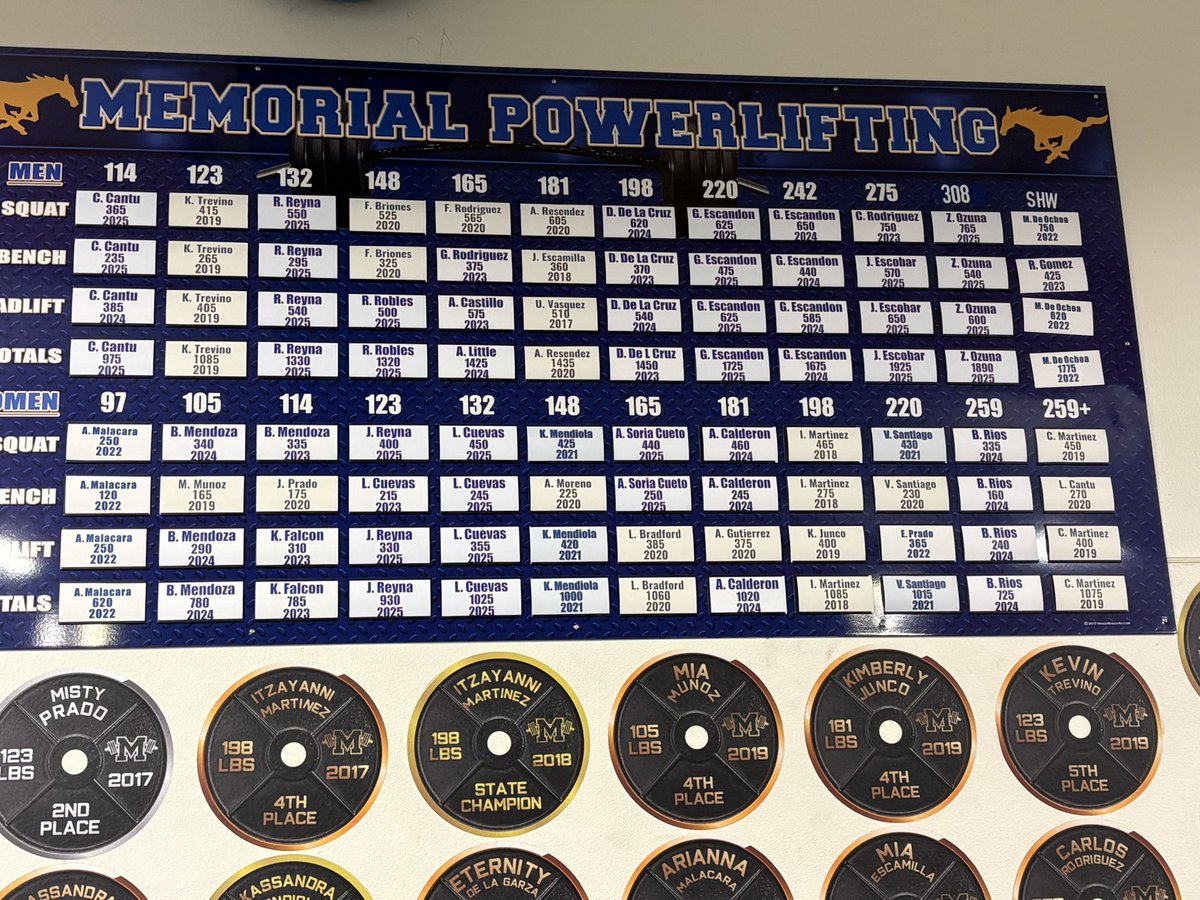 MEMORIAL POWERLIFTING
MEN 114 123 132 148 165 181 198 220 242 275 308 SHW
SQUAT
C. Cantu 365 2025
K. Trevino 415 2019
R. Reyna 550 2025
F. Briones 525 2020
F. Rodriguez 565 2020
A. Resendez 605 2020
D. De La Cruz 620 2024
G. Escandon 625 2025
G. Escandon 650 2024
C. Rodriguez 750 2023
Z. Ozuna 765 2025
M. De Ochoa 750 2022
BENCH
C. Cantu 235 2025
K. Trevino 265 2019
R. Reyna 295 2025
F. Briones 325 2020
G. Rodriguez 375 2023
J. Escamilla 360 2018
D. De La Cruz 370 2023
G. Escandon 475 2025
G. Escandon 440 2024
J. Escobar 570 2025
Z. Ozuna 540 2025
R. Gomez 425 2023
ADLIFT
C. Cantu 385 2024
K. Trevino 405 2019
R. Reyna 540 2025
R. Robles 500 2025
A. Castillo 575 2023
U. Vasquez 510 2017
D. De La Cruz 540 2024
G. Escandon 625 2025
G. Escandon 585 2024
J. Escobar 650 2025
Z. Ozuna 600 2025
M. De Ochoa 620 2022
OTALS
C. Cantu 975 2025
K. Trevino 1085 2019
R. Reyna 1330 2025
R. Robles 1320 2025
A. Little 1425 2024
A. Resendez 1435 2020
D. De L Cruz 1450 2023
G. Escandon 1725 2025
G. Escandon 1675 2024
J. Escobar 1925 2025
Z. Ozuna 1890 2025
M. De Ochoa 1775 2022
OMEN 97 105 114 123 132 148 165 181 198 220 259 259+
SQUAT
A. Malacara 250 2022
B. Mendoza 340 2024
B. Mendoza 335 2023
J. Reyna 400 2025
L. Cuevas 450 2025
K. Mendiola 425 2021
A. Soria Cueto 440 2025
A. Calderon 460 2024
I. Martinez 465 2018
V. Santiago 430 2021
B. Rios 335 2024
C. Martinez 450 2019
ENCH
A. Malacara 120 2022
M. Munoz 165 2019
J. Prado 175 2020
L. Cuevas 215 2023
L. Cuevas 245 2025
A. Moreno 225 2020
A. Soria Cueto 250 2025
A. Calderon 245 2024
I. Martinez 275 2018
V. Santiago 230 2020
B. Rios 160 2024
L. Cantu 270 2020
LIFT
A. Malacara 250 2022
B. Mendoza 290 2024
K. Falcon 310 2023
J. Reyna 330 2025
L. Cuevas 355 2025
K. Mendiola 420 2021
L. Bradford 385 2020
A. Gutierrez 375 2020
K. Junco 400 2019
E. Prado 365 2022
B. Rios 240 2024
C. Martinez 400 2019
TALS
A. Malacara 620 2022
B. Mendoza 780 2024
K. Falcon 785 2023
J. Reyna 930 2025
L. Cuevas 1025 2025
K. Mendiola 1000 2021
L. Bradford 1060 2020
A. Calderon 1020 2024
I. Martinez 1085 2018
V. Santiago 1015 2021
B. Rios 725 2024
C. Martinez 1075 2019
MISTY
PRADO
123
LBS
M
2017
2ND
PLACE
ITZAYANNI
MARTINEZ
198
LBS
M
2017
4TH
PLACE
ITZAYANNI
MARTINEZ
198
LBS
M
2018
STATE
CHAMPION
MIA
MUÑOZ
105
LBS
M
2019
4TH
PLACE
KIMBERLY
JUNCO
181
LBS
M
2019
4TH
PLACE
KEVIN
TREVINO
123
LBS
M
2019
5TH
PLACE
KASSANDRA
ETERNITY
DE LA GARZA
ARIANNA
MALACARA
MIA
ESCAMILLA
CARLOS
RODRIGUEZ